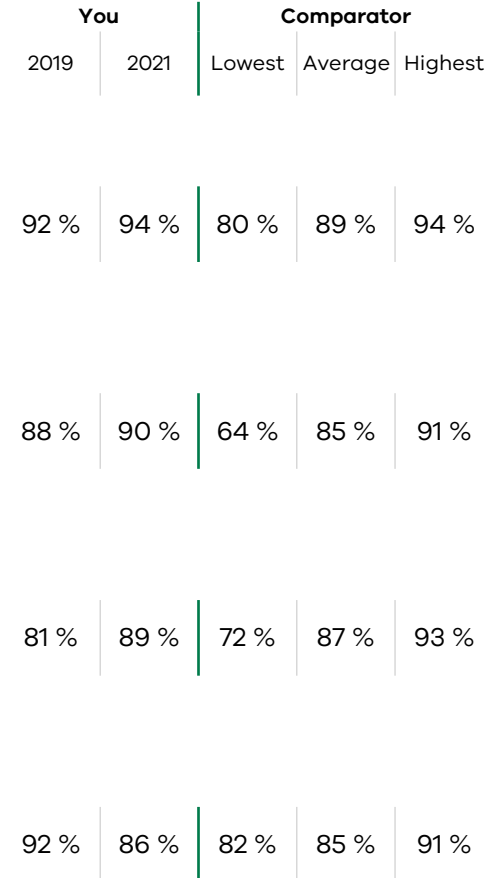 You Comparator
2019 2021 Lowest Average Highest
92 % 94 % 80 % 89 % 94 %
88 % 90 % 64 % 85 % 91 %
81 % 89 % 72 % 87 % 93 %
92 % 86 % 82 % 85 % 91 %